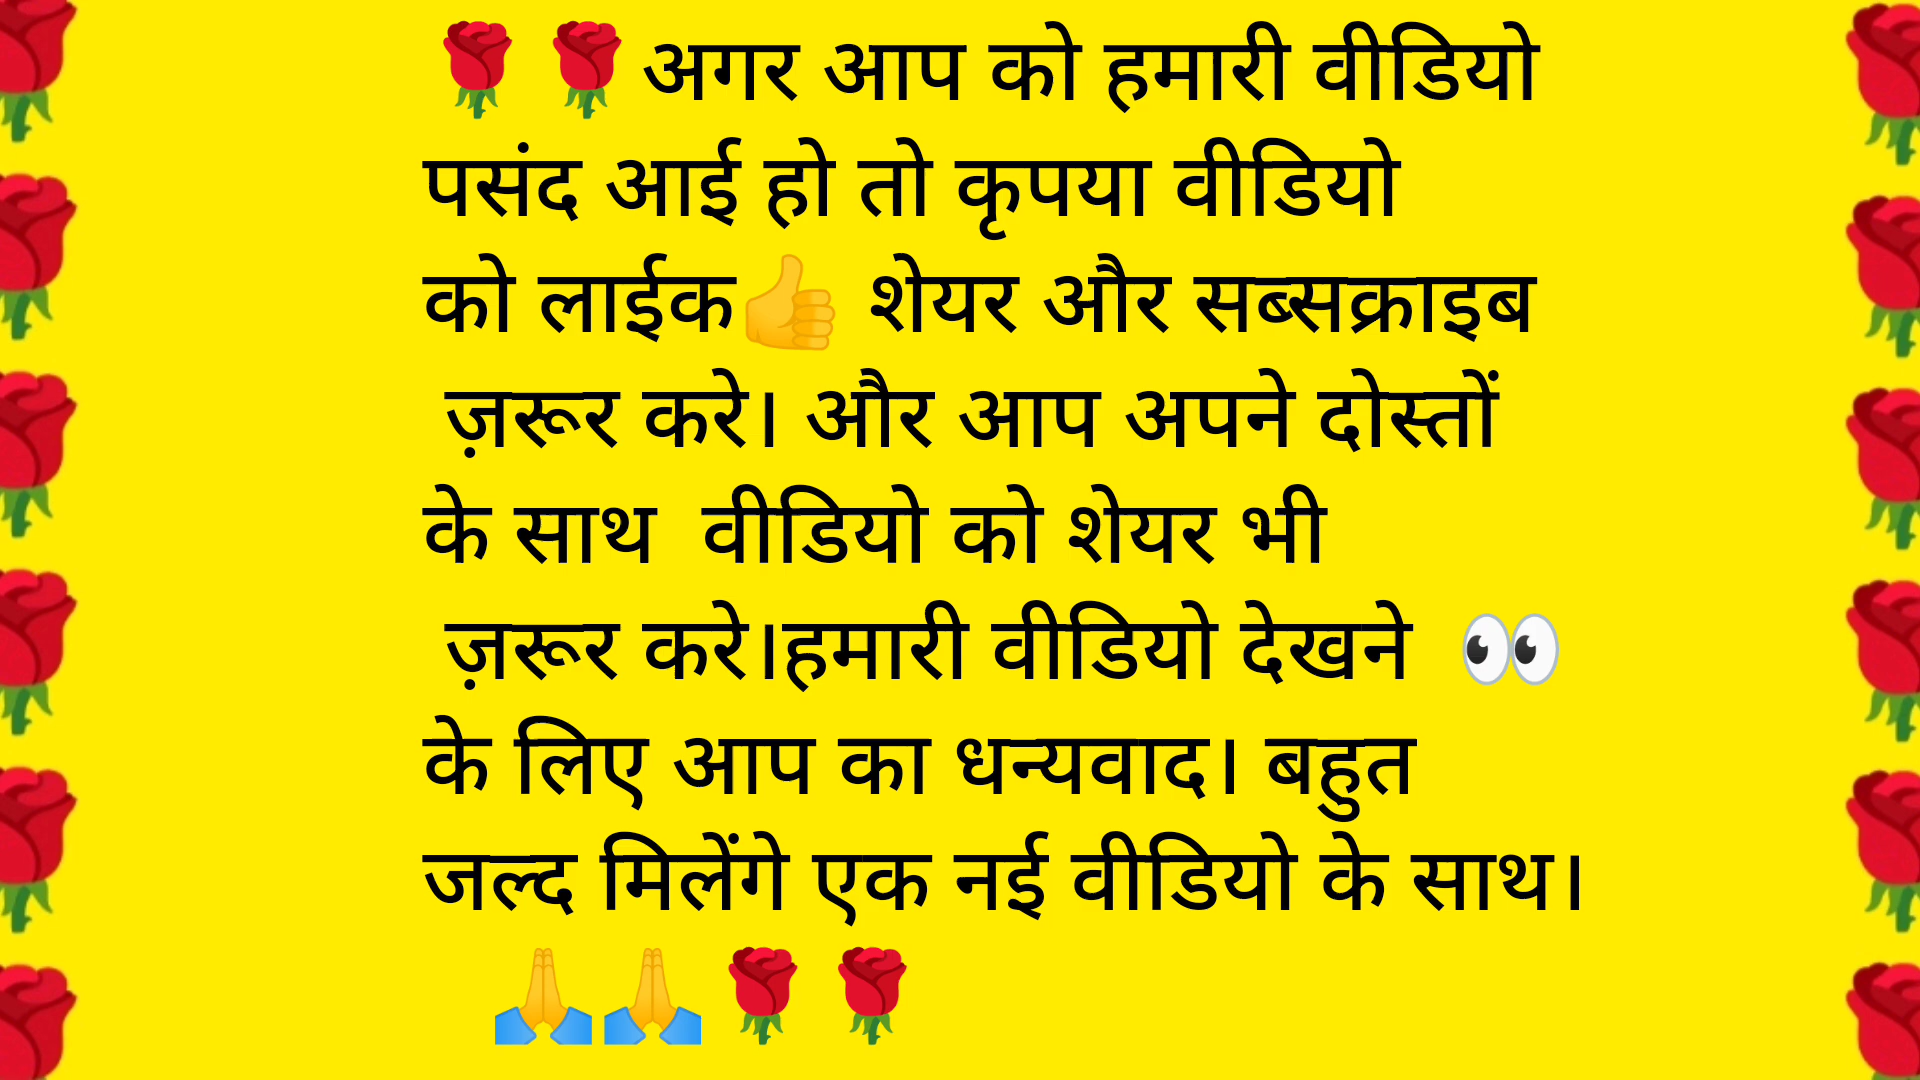 🌹🌹अगर आप को हमारी वीडियो
पसंद आई हो तो कृपया वीडियो
को लाईक👍 शेयर और सब्सक्राइब
ज़रूर करे। और आप अपने दोस्तों
के साथ वीडियो को शेयर भी
ज़रूर करे।हमारी वीडियो देखने 👀
के लिए आप का धन्यवाद। बहुत
जल्द मिलेंगे एक नई वीडियो के साथ।
🙏🙏🌹🌹